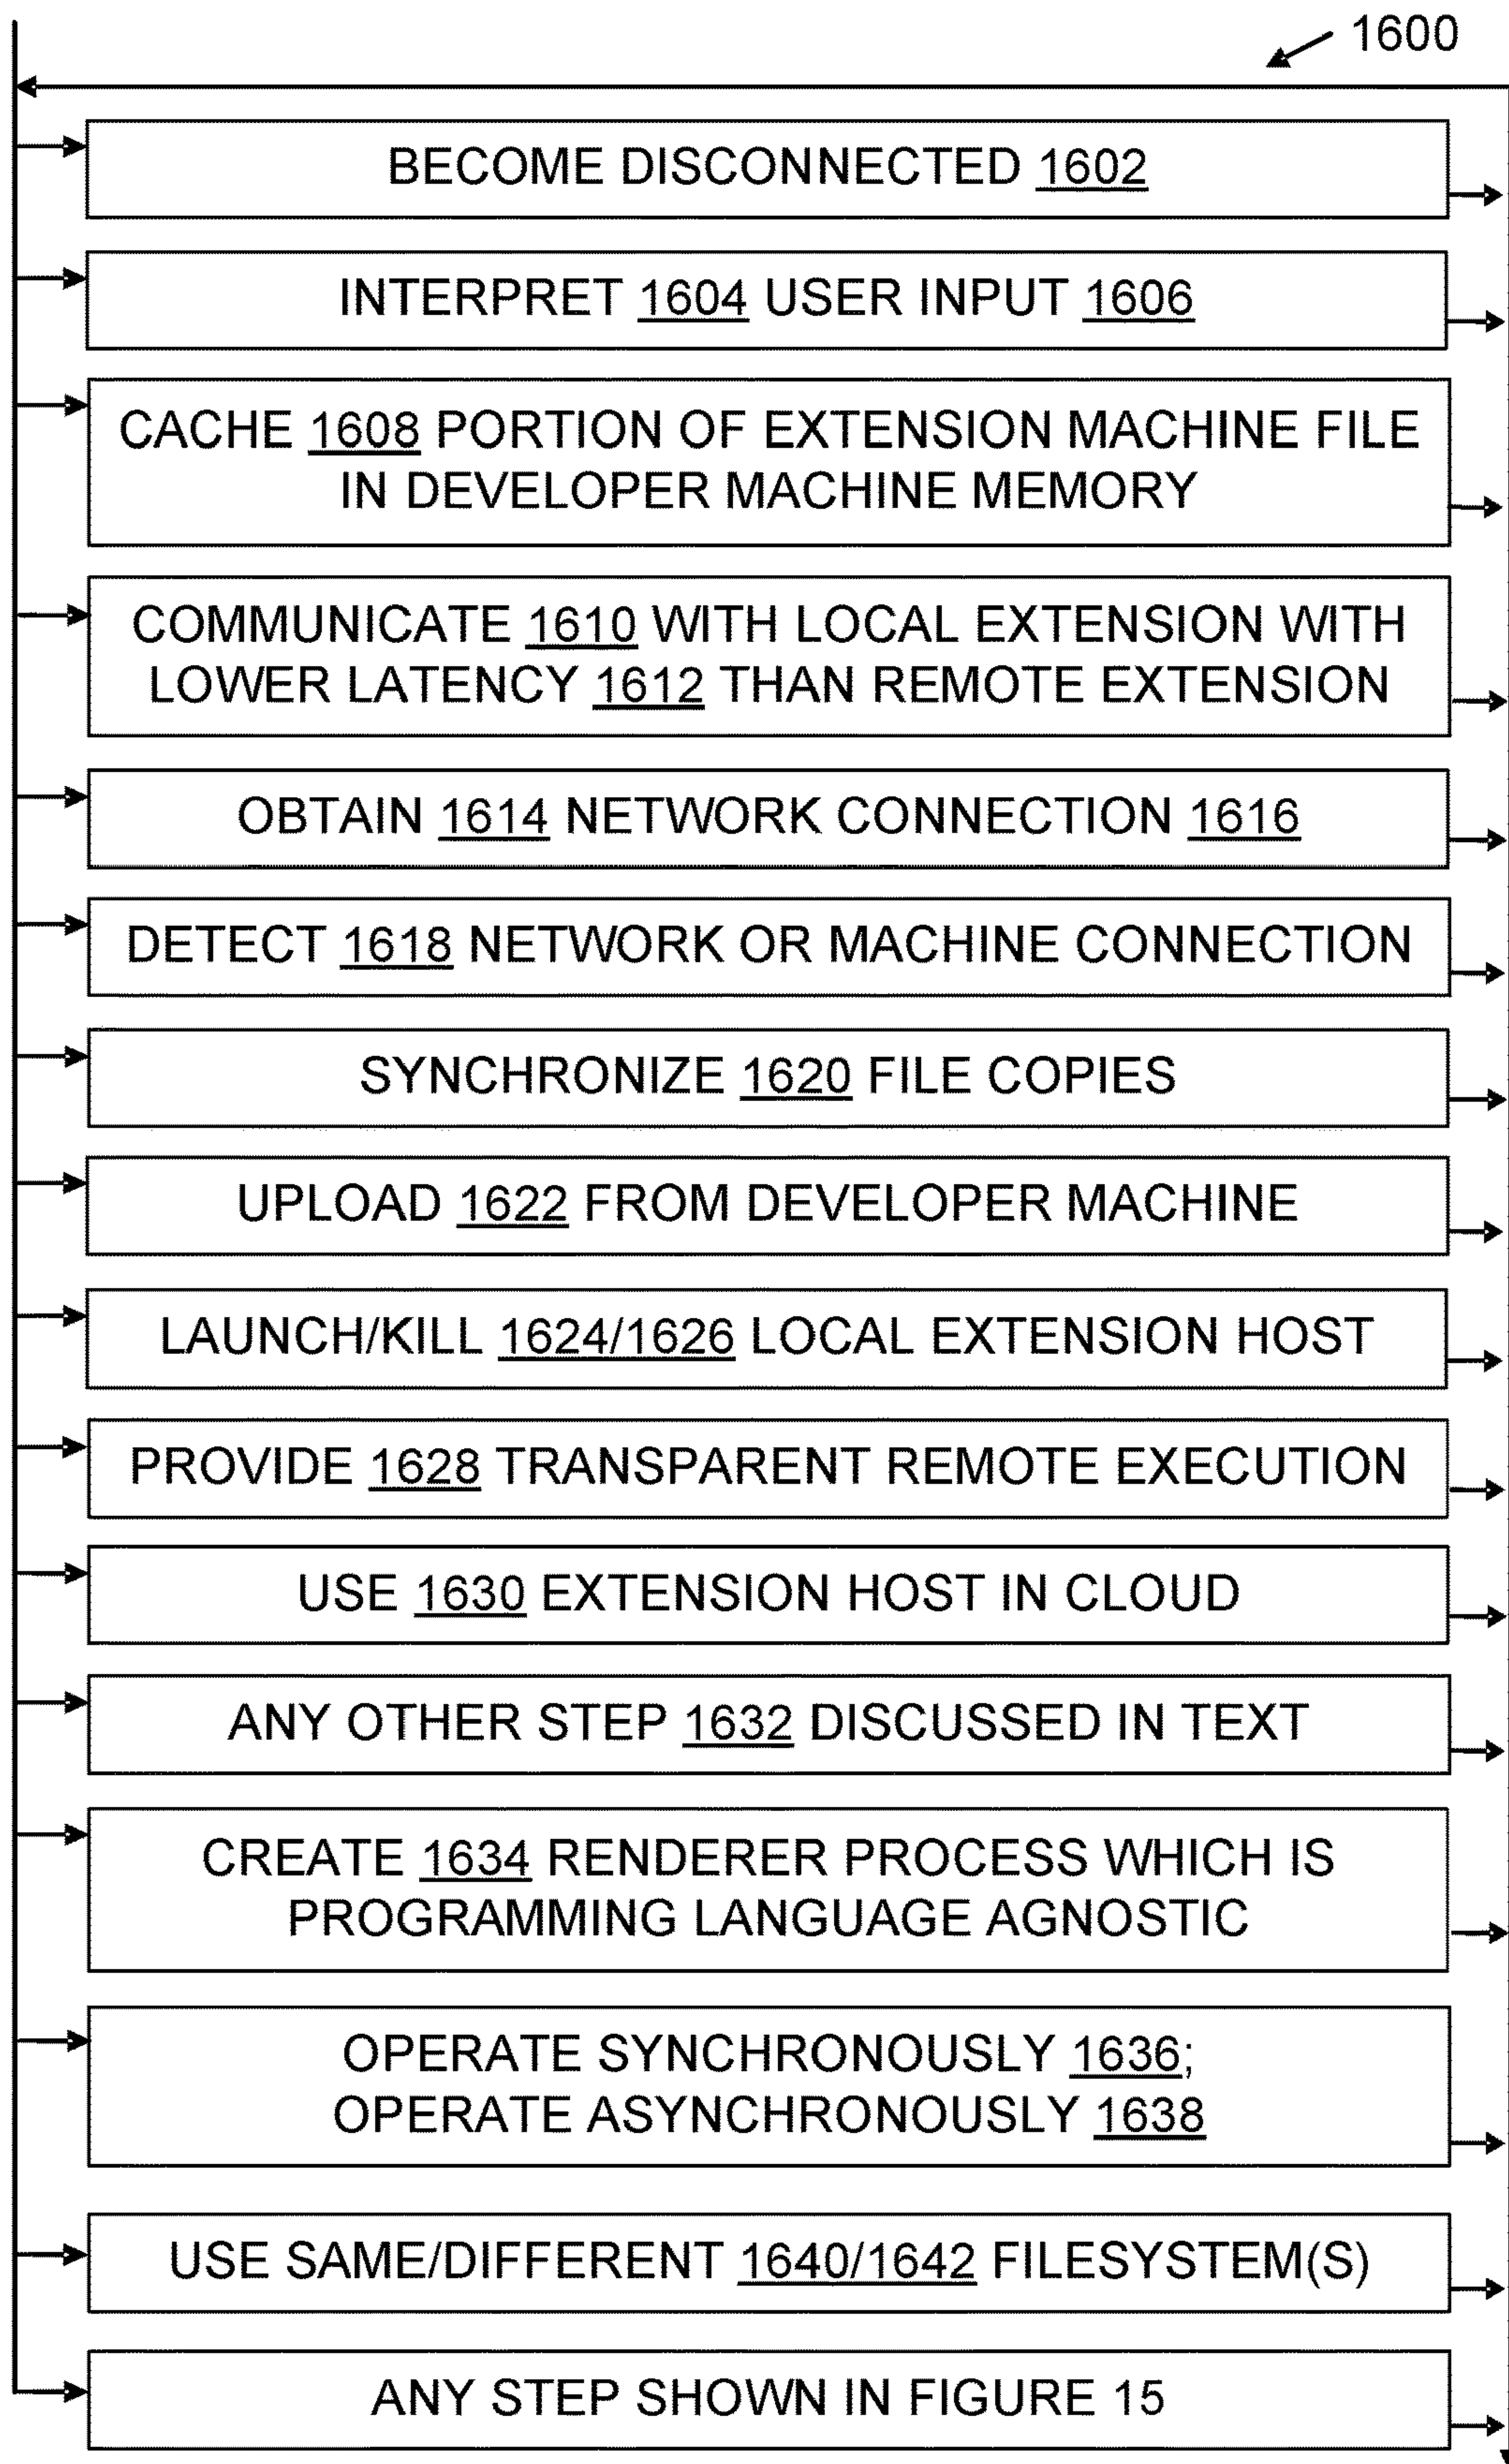 1600
BECOME DISCONNECTED 1602
INTERPRET 1604 USER INPUT 1606
CACHE 1608 PORTION OF EXTENSION MACHINE FILE
IN DEVELOPER MACHINE MEMORY
COMMUNICATE 1610 WITH LOCAL EXTENSION WITH
LOWER LATENCY 1612 THAN REMOTE EXTENSION
OBTAIN 1614 NETWORK CONNECTION 1616
DETECT 1618 NETWORK OR MACHINE CONNECTION
SYNCHRONIZE 1620 FILE COPIES
UPLOAD 1622 FROM DEVELOPER MACHINE
LAUNCH/KILL 1624/1626 LOCAL EXTENSION HOST
PROVIDE 1628 TRANSPARENT REMOTE EXECUTION
USE 1630 EXTENSION HOST IN CLOUD
ANY OTHER STEP 1632 DISCUSSED IN TEXT
CREATE 1634 RENDERER PROCESS WHICH IS
PROGRAMMING LANGUAGE AGNOSTIC
OPERATE SYNCHRONOUSLY 1636;
OPERATE ASYNCHRONOUSLY 1638
USE SAME/DIFFERENT 1640/1642 FILESYSTEM(S)
ANY STEP SHOWN IN FIGURE 15